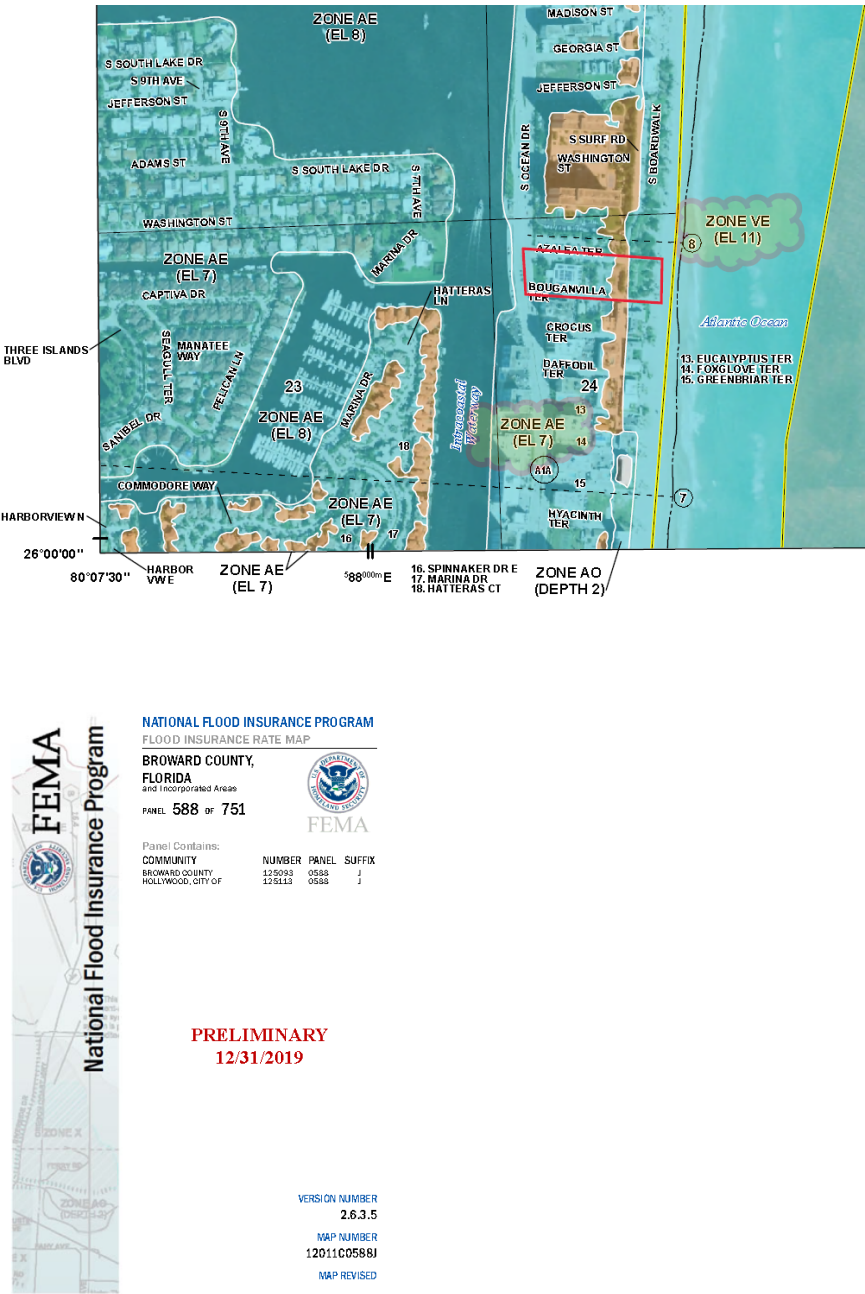 ZONE AE
(EL 8)
MADISON ST
GEORGIA ST
S SOUTH LAKE DR
S 9TH AVE
JEFFERSON ST
JEFFERSON ST
S 9TH AVE
S OCEAN DR
S SURF RD
S BOARDWALK
ADAMS ST
S SOUTH LAKE DR
S 7TH AVE
WASHINGTON
ST
WASHINGTON ST
ZONE VE
(EL 11)
8
MARINA DR
AZALEA TER
ZONE AE
(EL 7)
CAPTIVA DR
HATTERAS
LN
BOUGANVILLA
TER
Atlantic Ocean
THREE ISLANDS
BLVD
SEAGULL TER
MANATEE
WAY
PELICAN LN
CROCUS
TER
DAFFODIL
TER
13. EUCALYPTUS TER
14. FOXGLOVE TER
15. GREENBRIAR TER
23
MARINA DR
24
Intracoastal
Waterway
SANIBEL DR
ZONE AE
(EL 8)
13
ZONE AE
(EL 7)
14
18
A1A
15
COMMODORE WAY
7
HARBORVIEW N
ZONE AE
(EL 7)
HYACINTH
TER
16
17
26°00'00"
80°07'30"
HARBOR
VW E
ZONE AE
(EL 7)
588000m E
16. SPINNAKER DR E
17. MARINA DR
18. HATTERAS CT
ZONE AO
(DEPTH 2)
FEMA
National Flood Insurance Program
NATIONAL FLOOD INSURANCE PROGRAM
FLOOD INSURANCE RATE MAP
BROWARD COUNTY,
FLORIDA
and Incorporated Areas
PANEL 588 OF 751
U.S. DEPARTMENT OF
HOMELAND SECURITY
FEMA
Panel Contains:
COMMUNITY NUMBER PANEL SUFFIX
BROWARD COUNTY 125093 0588 J
HOLLYWOOD, CITY OF 125113 0588 J
PRELIMINARY
12/31/2019
ZONE X
ZONE AO
VERSION NUMBER
2.6.3.5
MAP NUMBER
12011C0588J
MAP REVISED